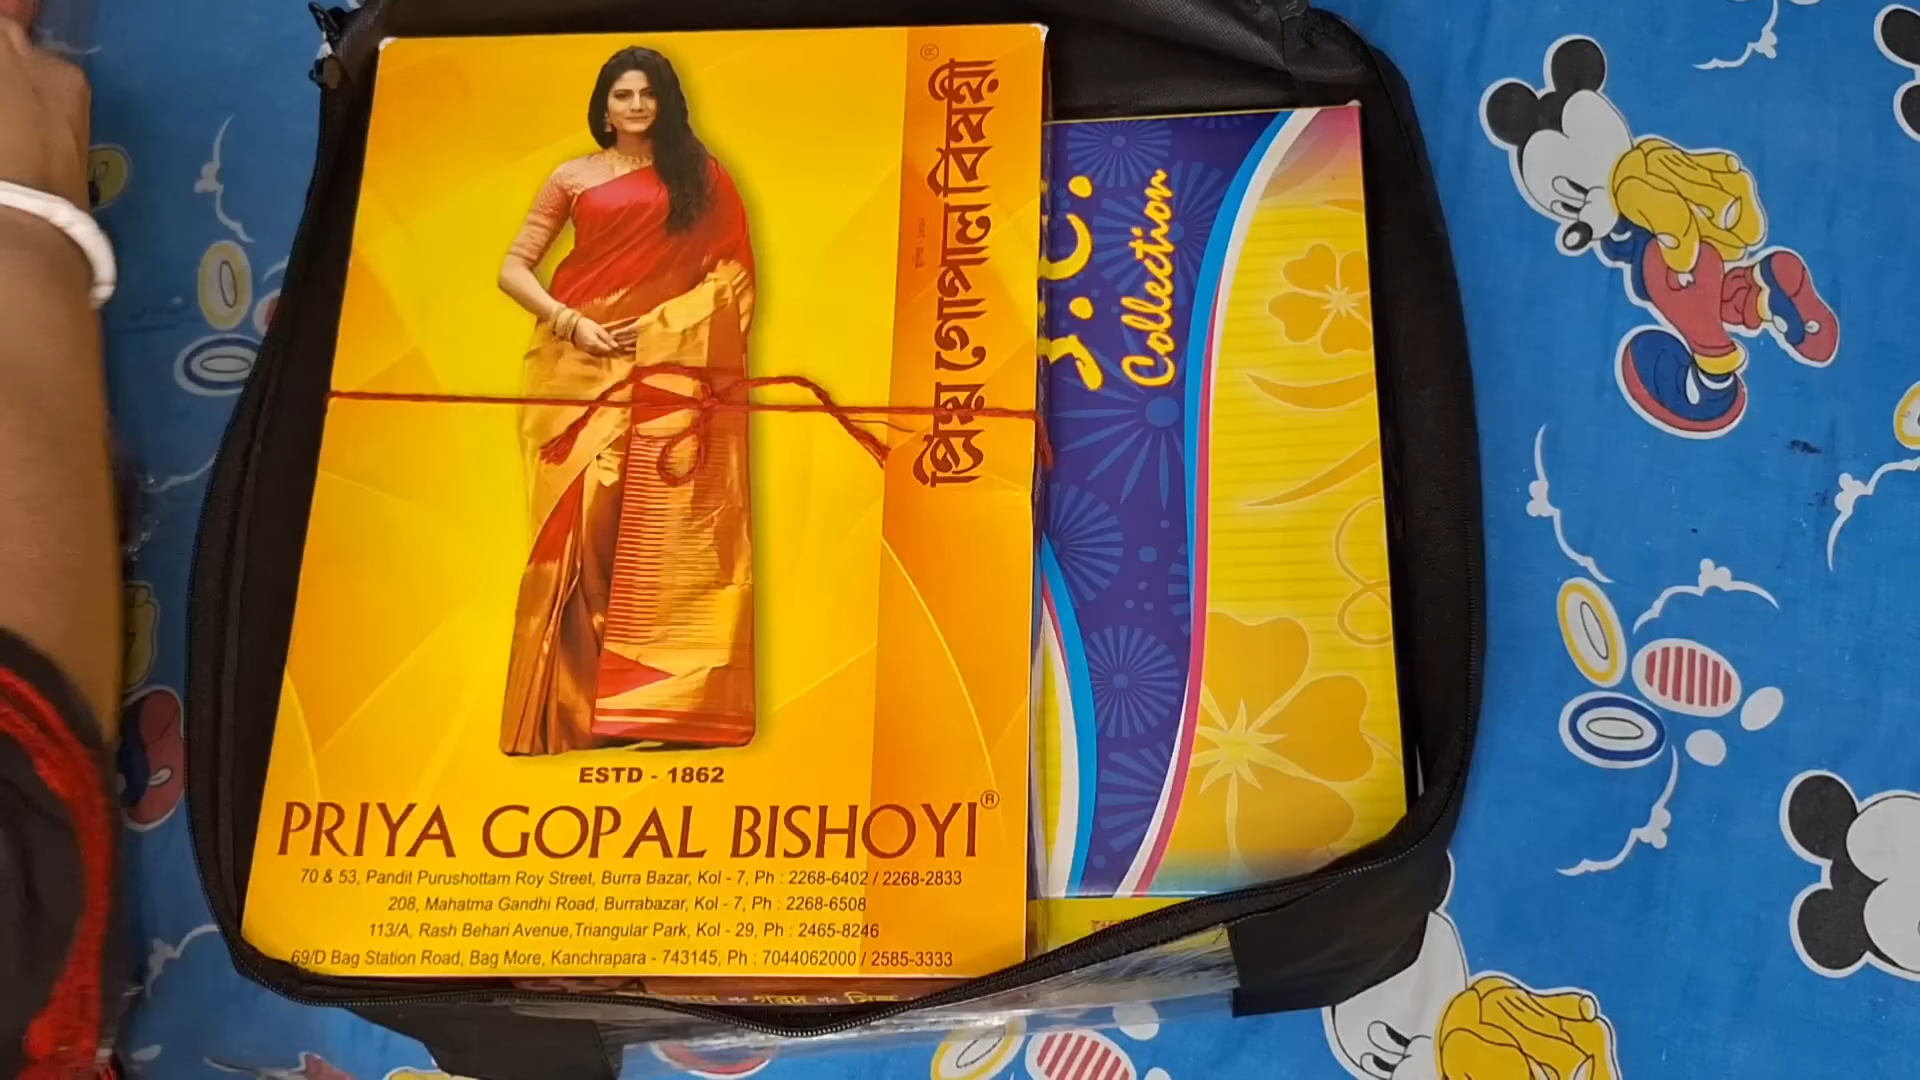 প্রিয় গোপাল বিষয়ী®
ESTD - 1862
PRIYA GOPAL BISHOYI®
70 & 53, Pandit Purushottam Roy Street, Burra Bazar, Kol - 7, Ph : 2268-6402 / 2268-2833
208, Mahatma Gandhi Road, Burrabazar, Kol - 7, Ph : 2268-6508
113/A, Rash Behari Avenue, Triangular Park, Kol - 29, Ph : 2465-8246
69/D Bag Station Road, Bag More, Kanchrapara - 743145, Ph : 7044062000 / 2585-3333
Collection